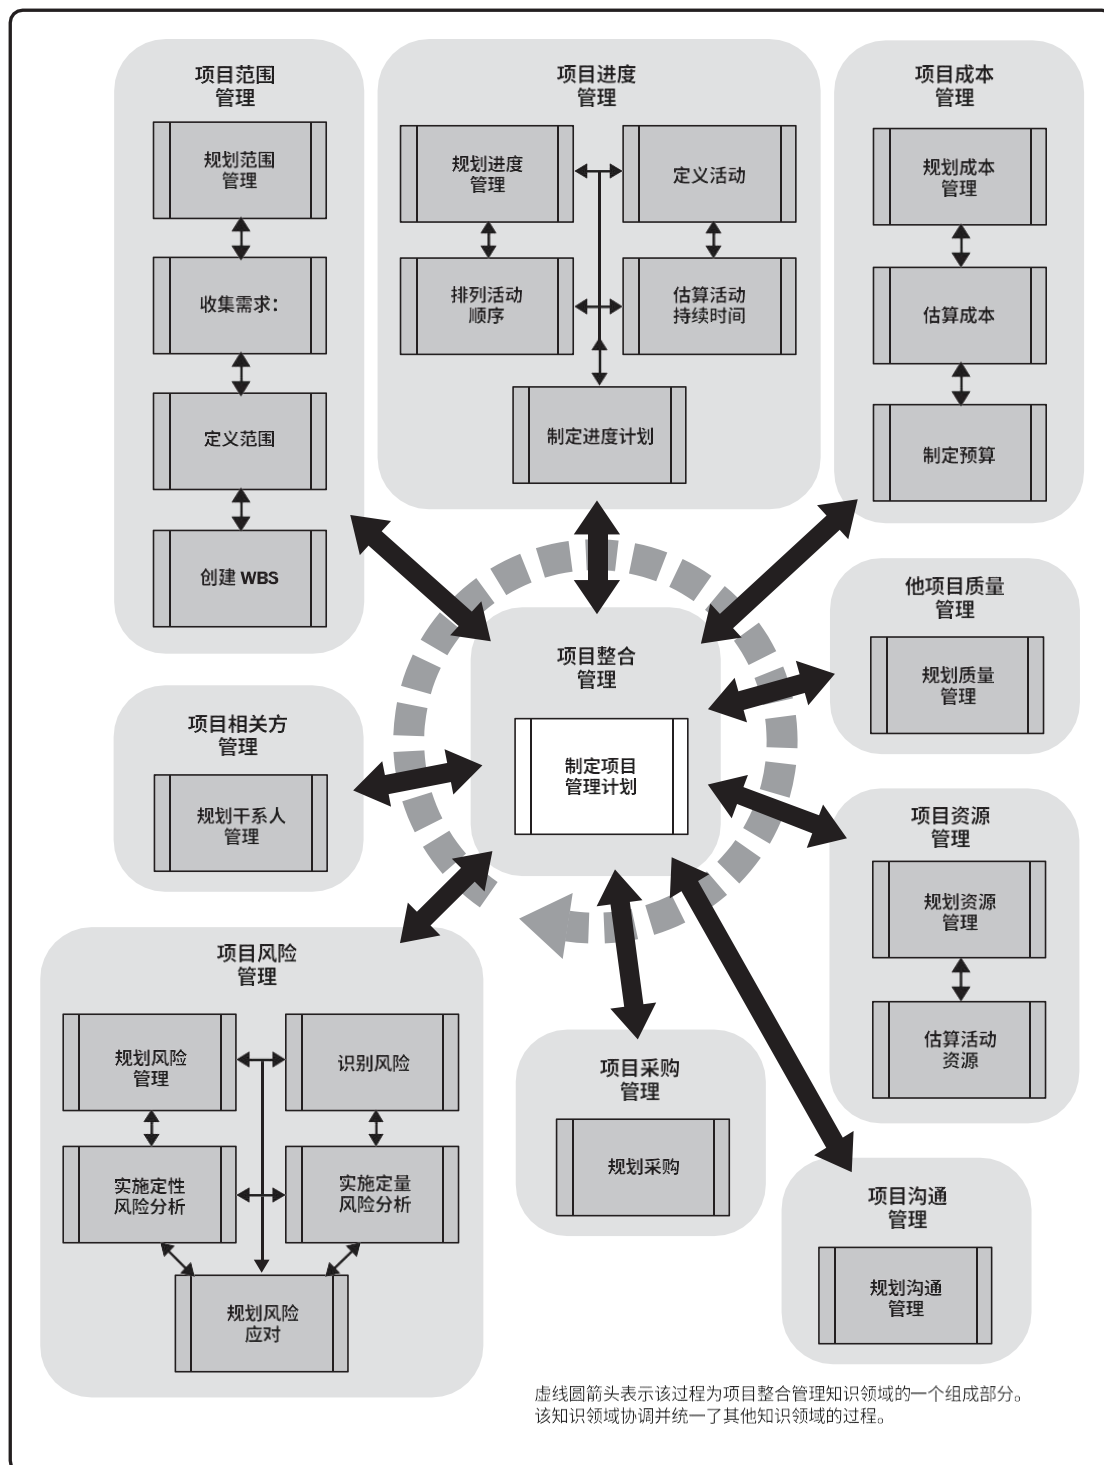 项目范围
管理
规划范围
管理
收集需求：
定义范围
创建 WBS
项目进度
管理
规划进度
管理
定义活动
排列活动
顺序
估算活动
持续时间
制定进度计划
项目成本
管理
规划成本
管理
估算成本
制定预算
他项目质量
管理
规划质量
管理
项目整合
管理
制定项目
管理计划
项目相关方
管理
规划干系人
管理
项目资源
管理
规划资源
管理
估算活动
资源
项目风险
管理
规划风险
管理
识别风险
实施定性
风险分析
实施定量
风险分析
规划风险
应对
项目采购
管理
规划采购
项目沟通
管理
规划沟通
管理
虚线圆箭头表示该过程为项目整合管理知识领域的一个组成部分。
该知识领域协调并统一了其他知识领域的过程。